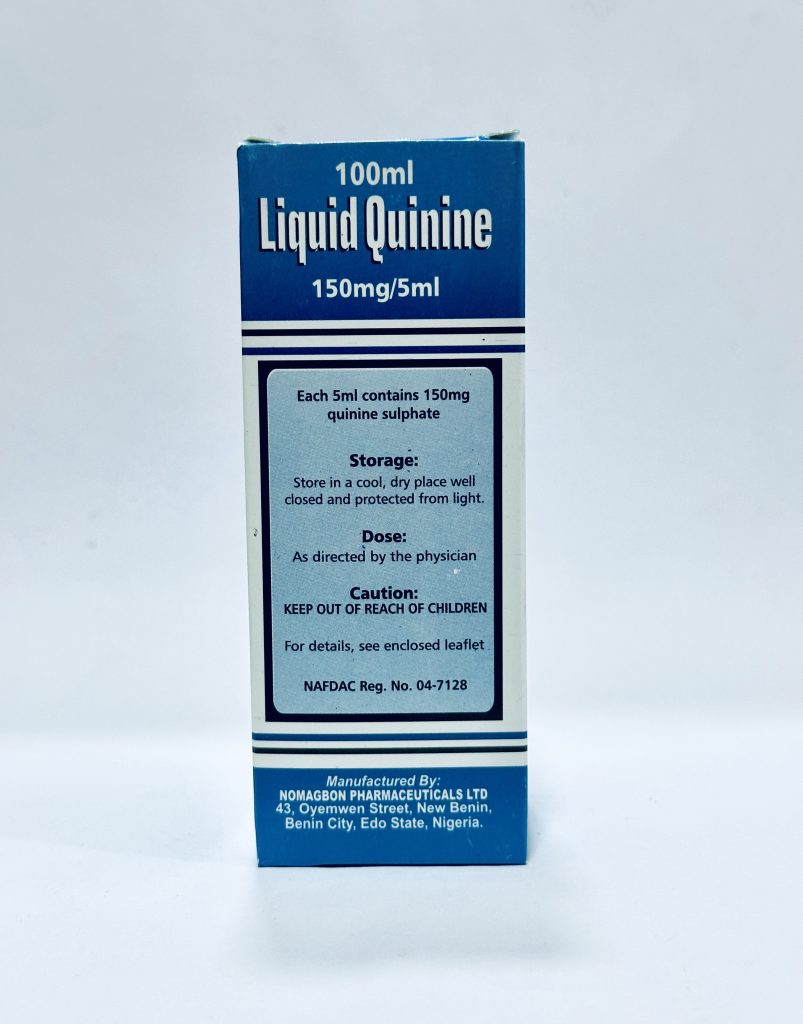 100ml
Liquid Quinine
150mg/5ml
Each 5ml contains 150mg
quinine sulphate
Storage:
Store in a cool, dry place well
closed and protected from light.
Dose:
As directed by the physician
Caution:
KEEP OUT OF REACH OF CHILDREN
For details, see enclosed leaflet
NAFDAC Reg. No. 04-7128
Manufactured By:
NOMAGBON PHARMACEUTICALS LTD
43, Oyemwen Street, New Benin,
Benin City, Edo State, Nigeria.